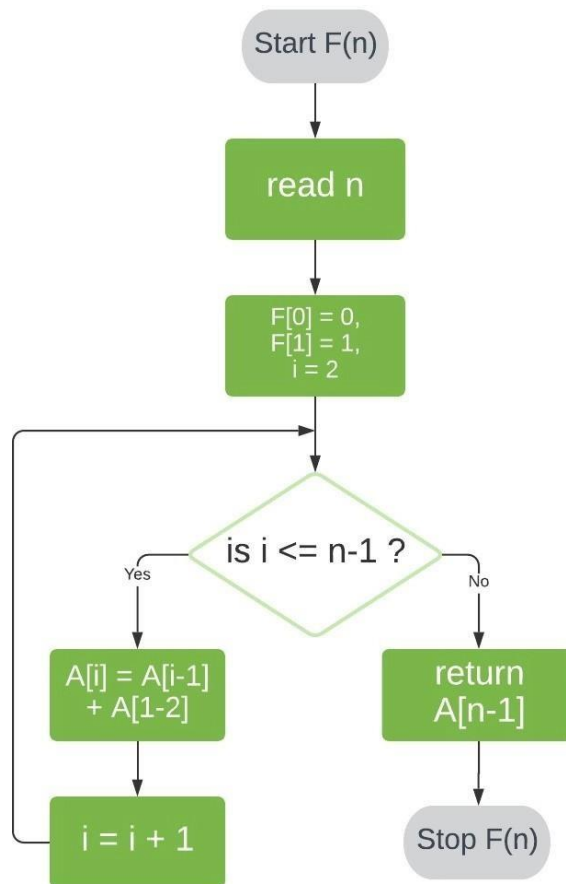 Start F(n)
read n
F[0] = 0,
F[1] = 1,
i = 2
is i <= n-1 ?
Yes
No
A[i] = A[i-1]
+ A[1-2]
return
A[n-1]
i = i + 1
Stop F(n)